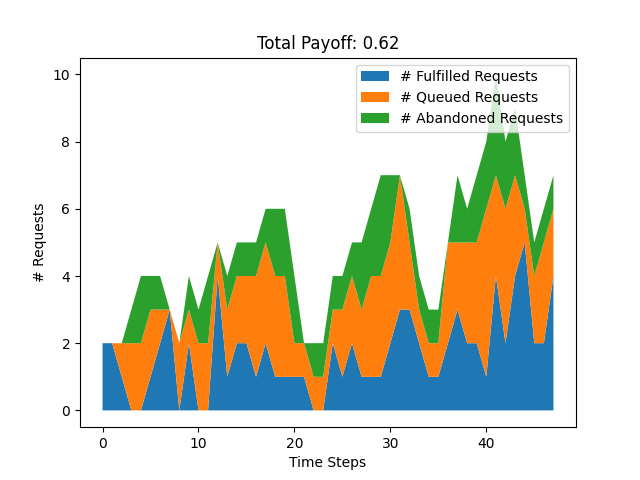 Total Payoff: 0.62
# Fulfilled Requests
# Queued Requests
# Abandoned Requests
10
8
6
4
2
0
# Requests
0 10 20 30 40
Time Steps